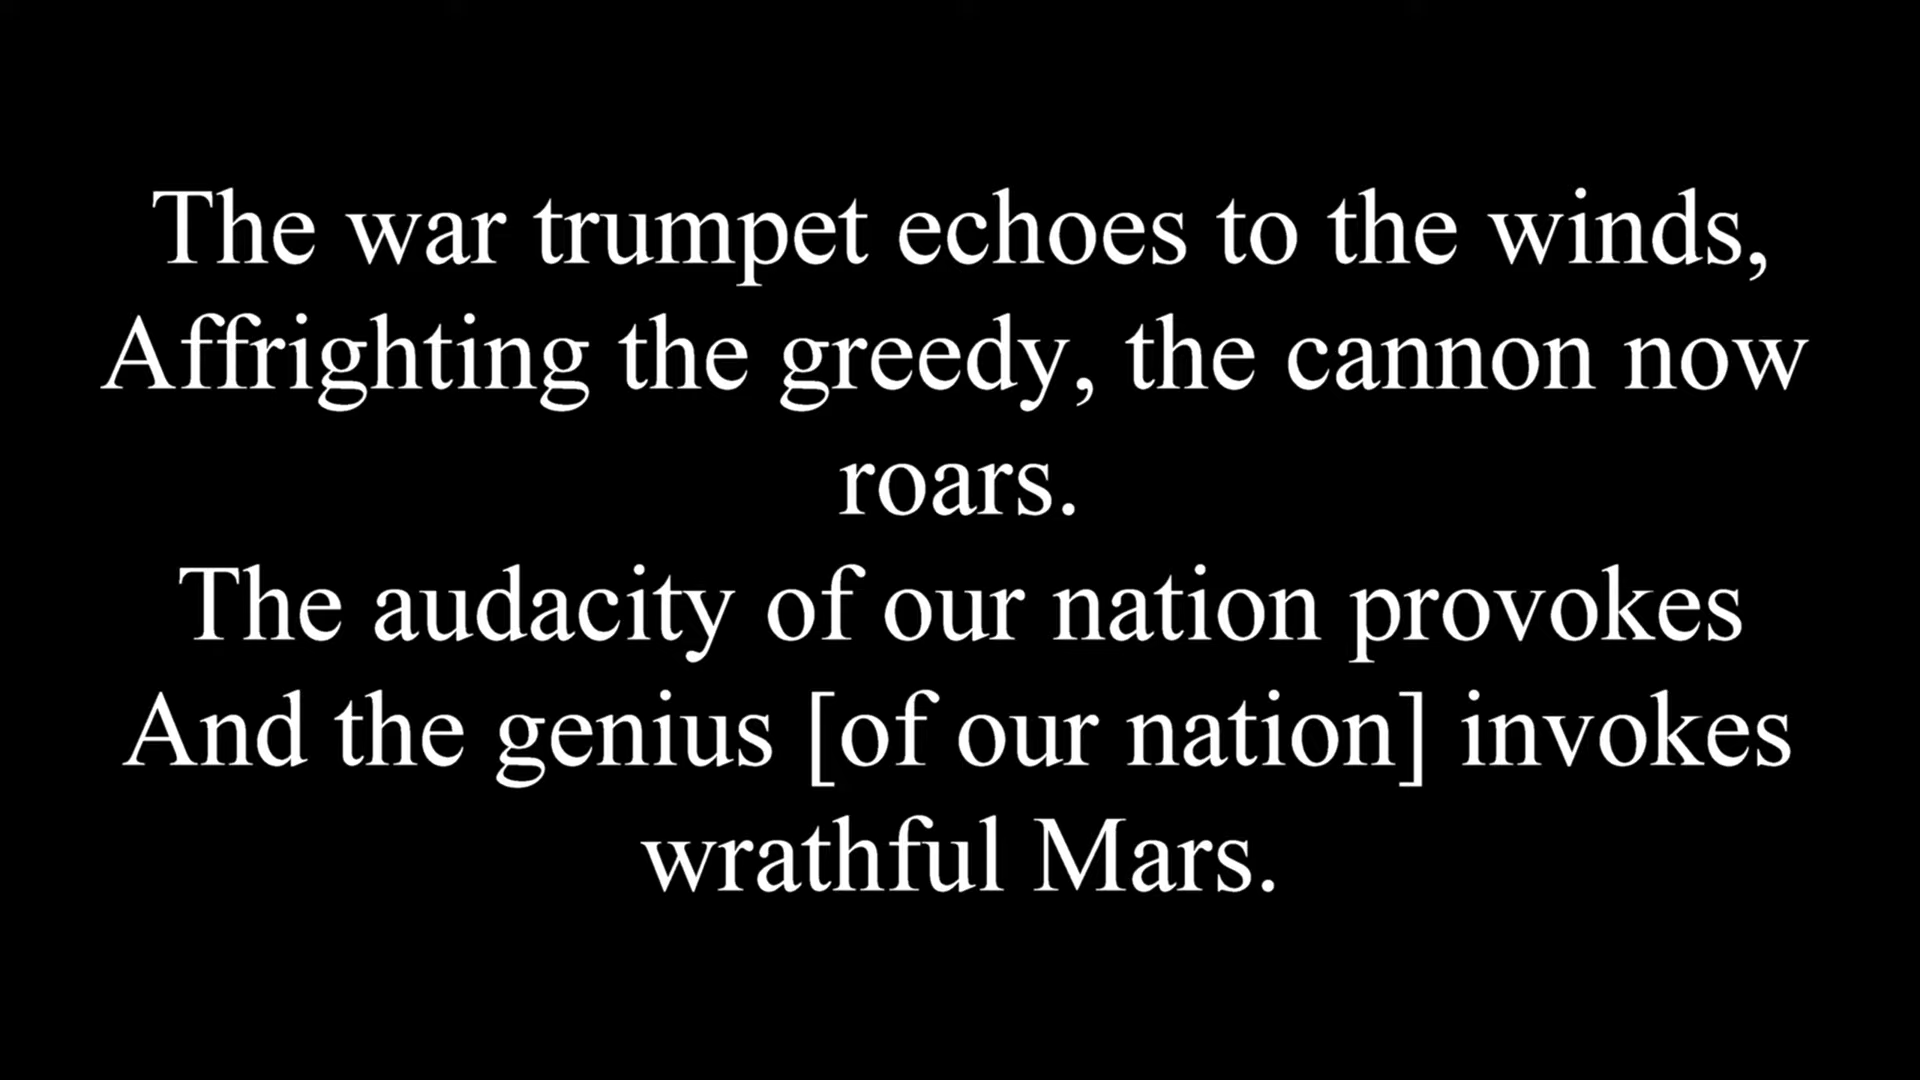 The war trumpet echoes to the winds,
Affrighting the greedy, the cannon now
roars.
The audacity of our nation provokes
And the genius [of our nation] invokes
wrathful Mars.